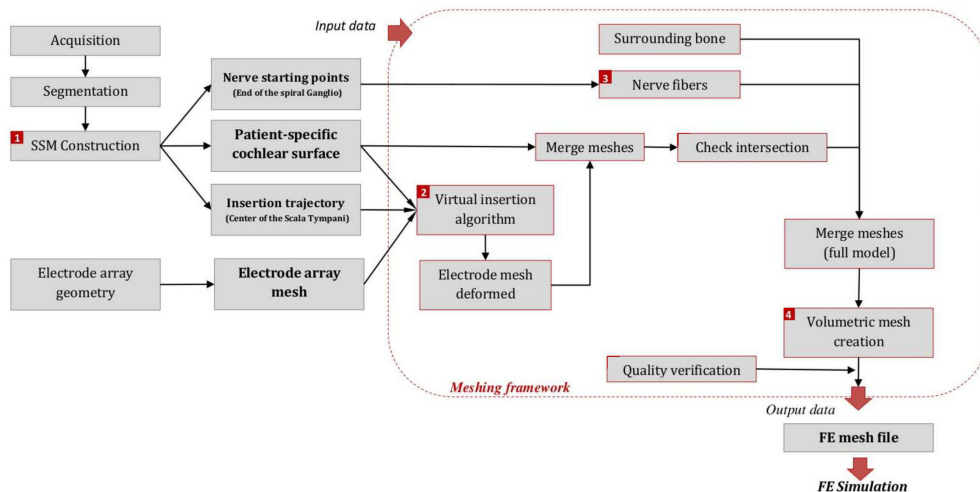 Acquisition
Segmentation
1
SSM Construction
Electrode array
geometry
Nerve starting points
(End of the spiral Ganglio)
Patient-specific
cochlear surface
Insertion trajectory
(Center of the Scala Tympani)
Electrode array
mesh
Input data
Surrounding bone
3
Nerve fibers
Merge meshes
Check intersection
2
Virtual insertion
algorithm
Electrode mesh
deformed
Merge meshes
(full model)
4
Volumetric mesh
creation
Quality verification
Meshing framework
Output data
FE mesh file
FE Simulation